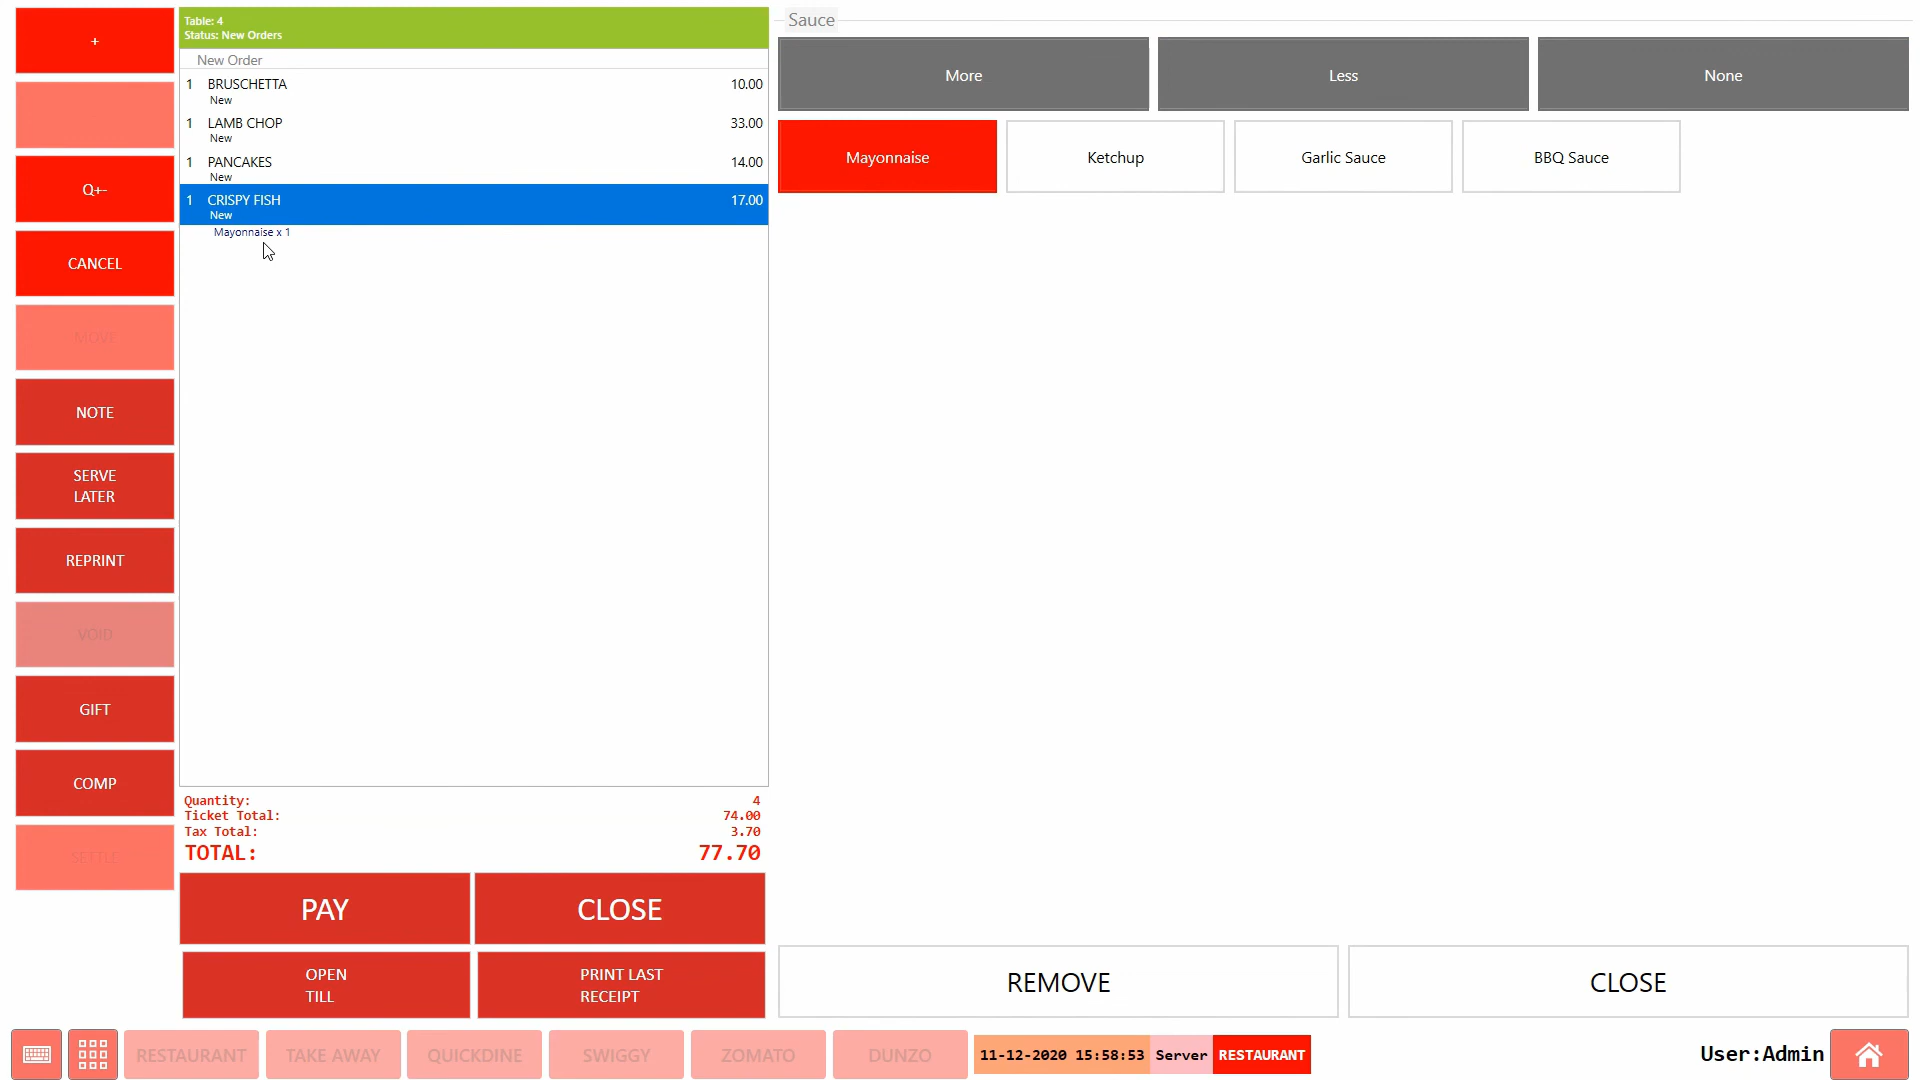 +
Q+-
CANCEL
MOVE
NOTE
SERVE
LATER
REPRINT
VOID
GIFT
COMP
SETTLE
Table: 4
Status: New Orders
New Order
1 BRUSCHETTA 10.00
New
1 LAMB CHOP 33.00
New
1 PANCAKES 14.00
New
1 CRISPY FISH 17.00
New
Mayonnaise x 1
Quantity: 4
Ticket Total: 74.00
Tax Total: 3.70
TOTAL: 77.70
PAY
CLOSE
OPEN
TILL
PRINT LAST
RECEIPT
Sauce
More
Less
None
Mayonnaise
Ketchup
Garlic Sauce
BBQ Sauce
REMOVE
CLOSE
RESTAURANT
TAKE AWAY
QUICKDINE
SWIGGY
ZOMATO
DUNZO
11-12-2020 15:58:53 Server RESTAURANT
User:Admin